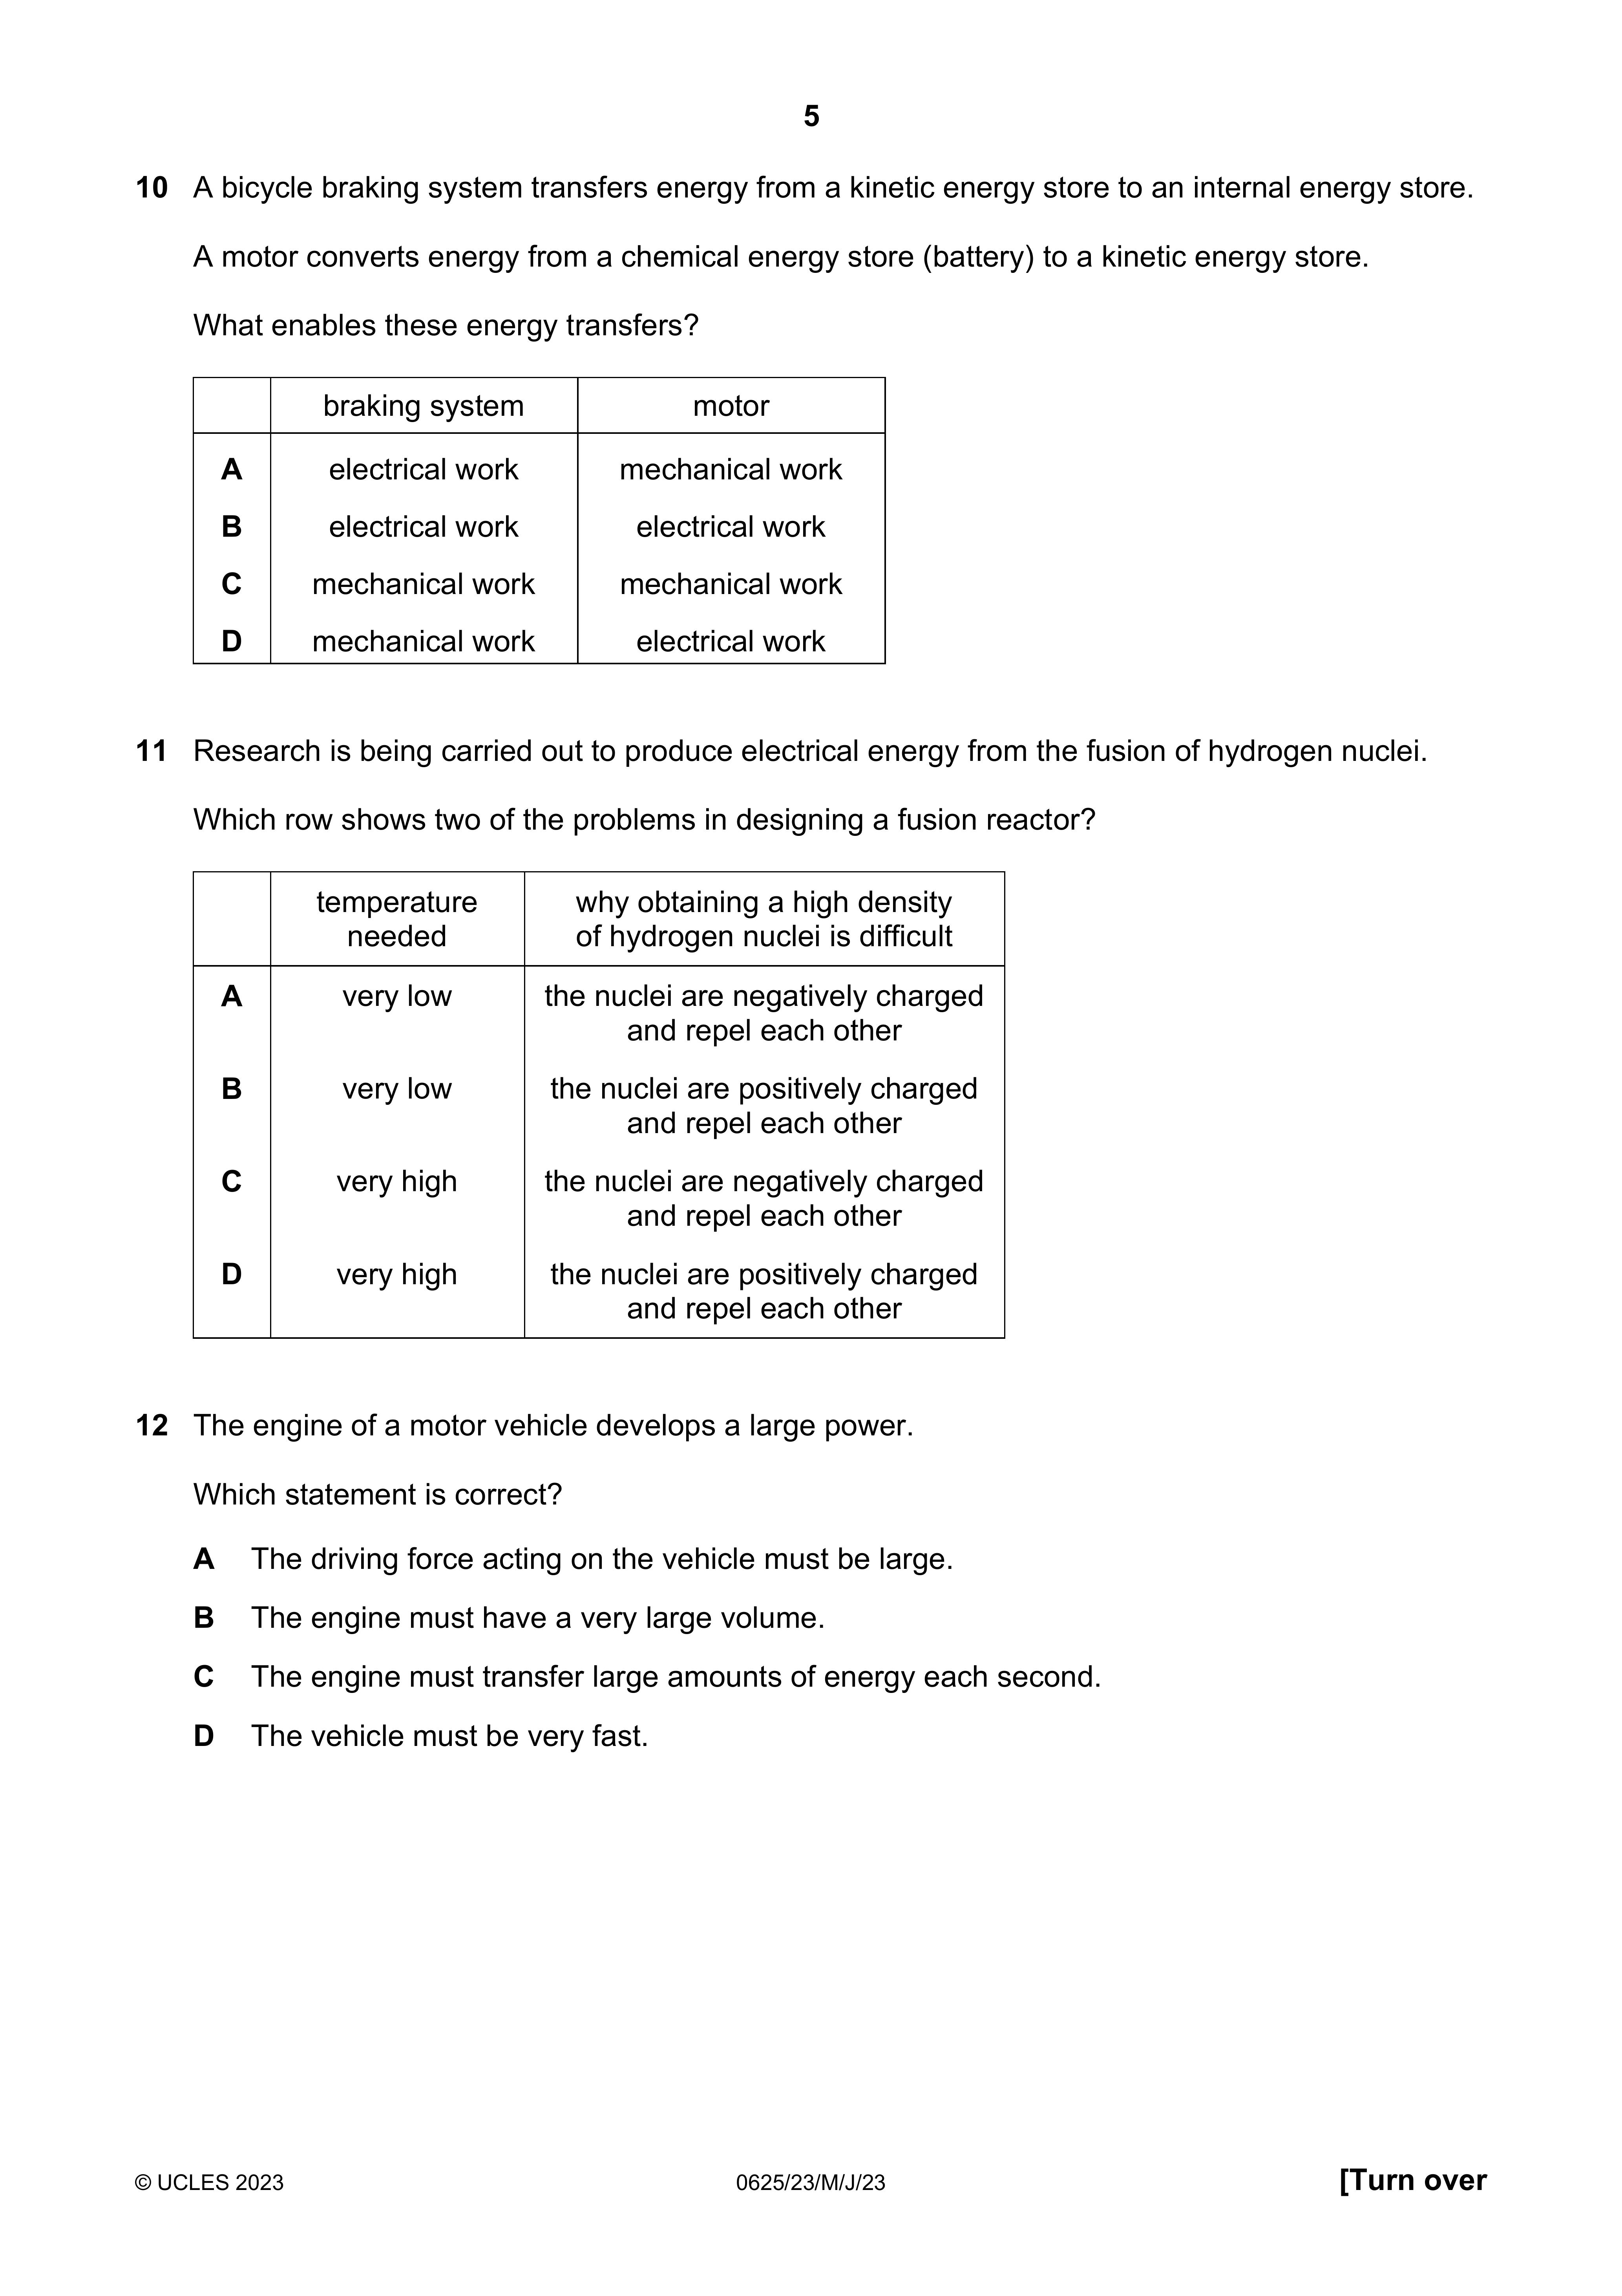 5
10 A bicycle braking system transfers energy from a kinetic energy store to an internal energy store.
A motor converts energy from a chemical energy store (battery) to a kinetic energy store.
What enables these energy transfers?
braking system motor
A electrical work mechanical work
B electrical work electrical work
C mechanical work mechanical work
D mechanical work electrical work
11 Research is being carried out to produce electrical energy from the fusion of hydrogen nuclei.
Which row shows two of the problems in designing a fusion reactor?
temperature needed why obtaining a high density of hydrogen nuclei is difficult
A very low the nuclei are negatively charged
and repel each other
B very low the nuclei are positively charged
and repel each other
C very high the nuclei are negatively charged
and repel each other
D very high the nuclei are positively charged
and repel each other
12 The engine of a motor vehicle develops a large power.
Which statement is correct?
A The driving force acting on the vehicle must be large.
B The engine must have a very large volume.
C The engine must transfer large amounts of energy each second.
D The vehicle must be very fast.
© UCLES 2023 0625/23/M/J/23 [Turn over